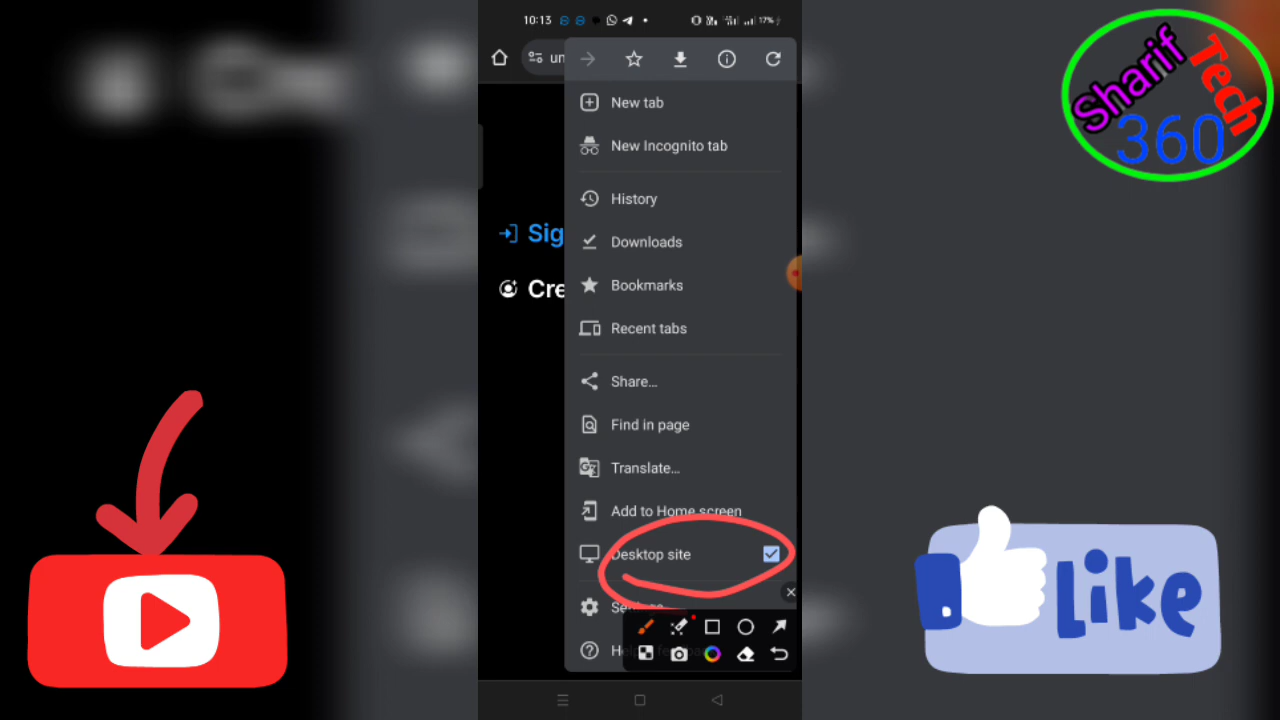 10:13
17%
un
New tab
New Incognito tab
History
Downloads
Bookmarks
Recent tabs
Sig
Cre
Share...
Find in page
Translate...
Add to Home screen
Desktop site
Sharif
Tech
360
Like